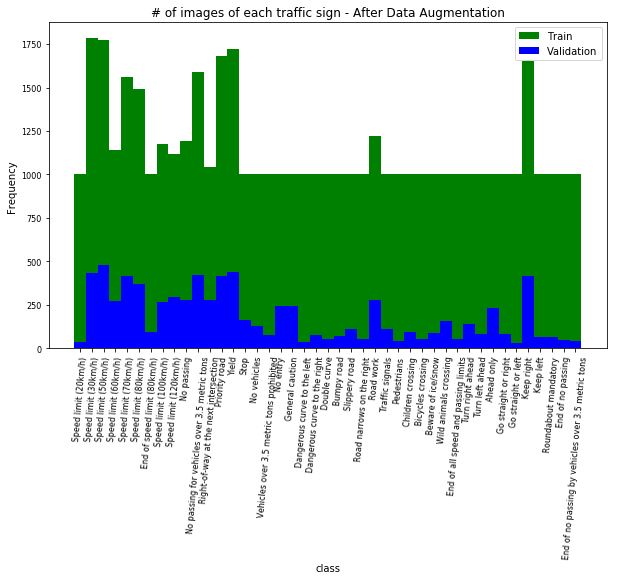 # of images of each traffic sign - After Data Augmentation
Train
Validation
Frequency
1750
1500
1250
1000
750
500
250
0
Speed limit (20km/h)
Speed limit (30km/h)
Speed limit (50km/h)
Speed limit (60km/h)
Speed limit (70km/h)
Speed limit (80km/h)
End of speed limit (80km/h)
Speed limit (100km/h)
Speed limit (120km/h)
No passing
No passing for vehicles over 3.5 metric tons
Right-of-way at the next intersection
Priority road
Yield
Stop
No vehicles
Vehicles over 3.5 metric tons prohibited
No entry
General caution
Dangerous curve to the left
Dangerous curve to the right
Double curve
Bumpy road
Slippery road
Road narrows on the right
Road work
Traffic signals
Pedestrians
Children crossing
Bicycles crossing
Beware of ice/snow
Wild animals crossing
End of all speed and passing limits
Turn right ahead
Turn left ahead
Ahead only
Go straight or right
Go straight or left
Keep right
Keep left
Roundabout mandatory
End of no passing
End of no passing by vehicles over 3.5 metric tons
class